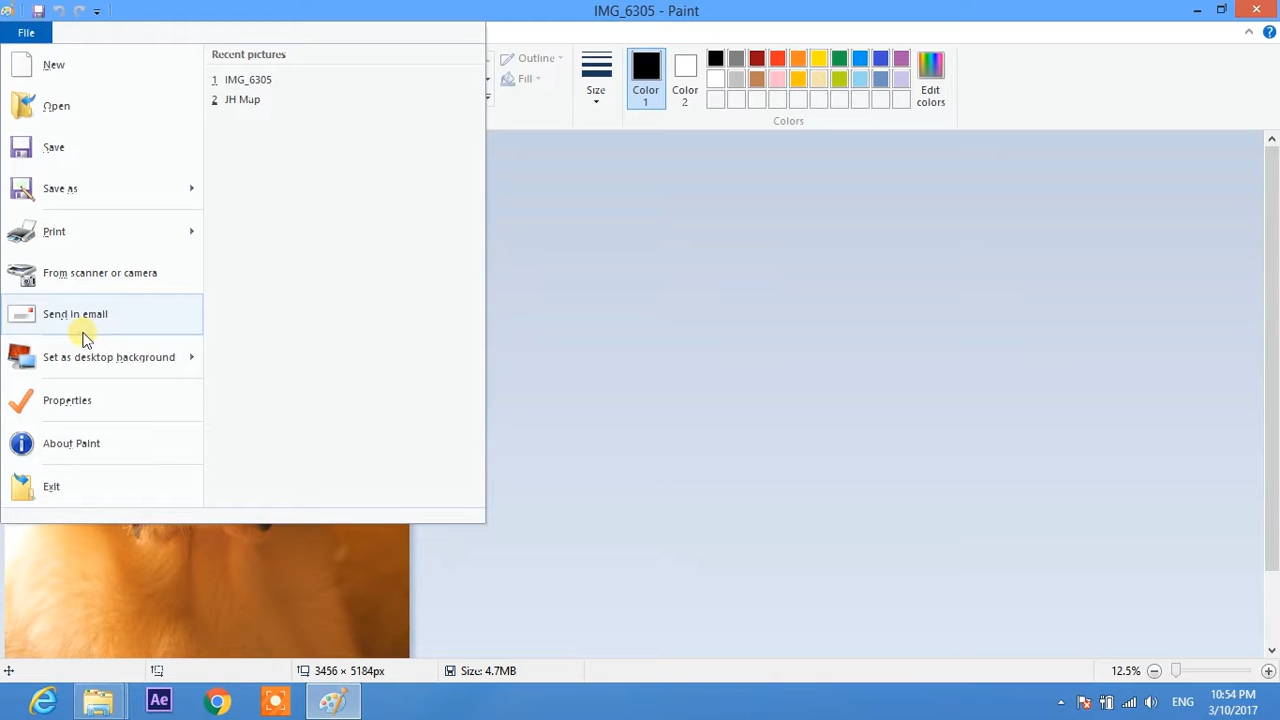 IMG_6305 - Paint
File
New
Open
Save
Save as
Print
From scanner or camera
Send in email
Set as desktop background
Properties
About Paint
Exit
Recent pictures
1 IMG_6305
2 JH Mup
Outline
Fill
Size
Color 1
Color 2
Edit colors
Colors
3456 × 5184px
Size: 4.7MB
12.5%
Ae
ENG
10:54 PM
3/10/2017